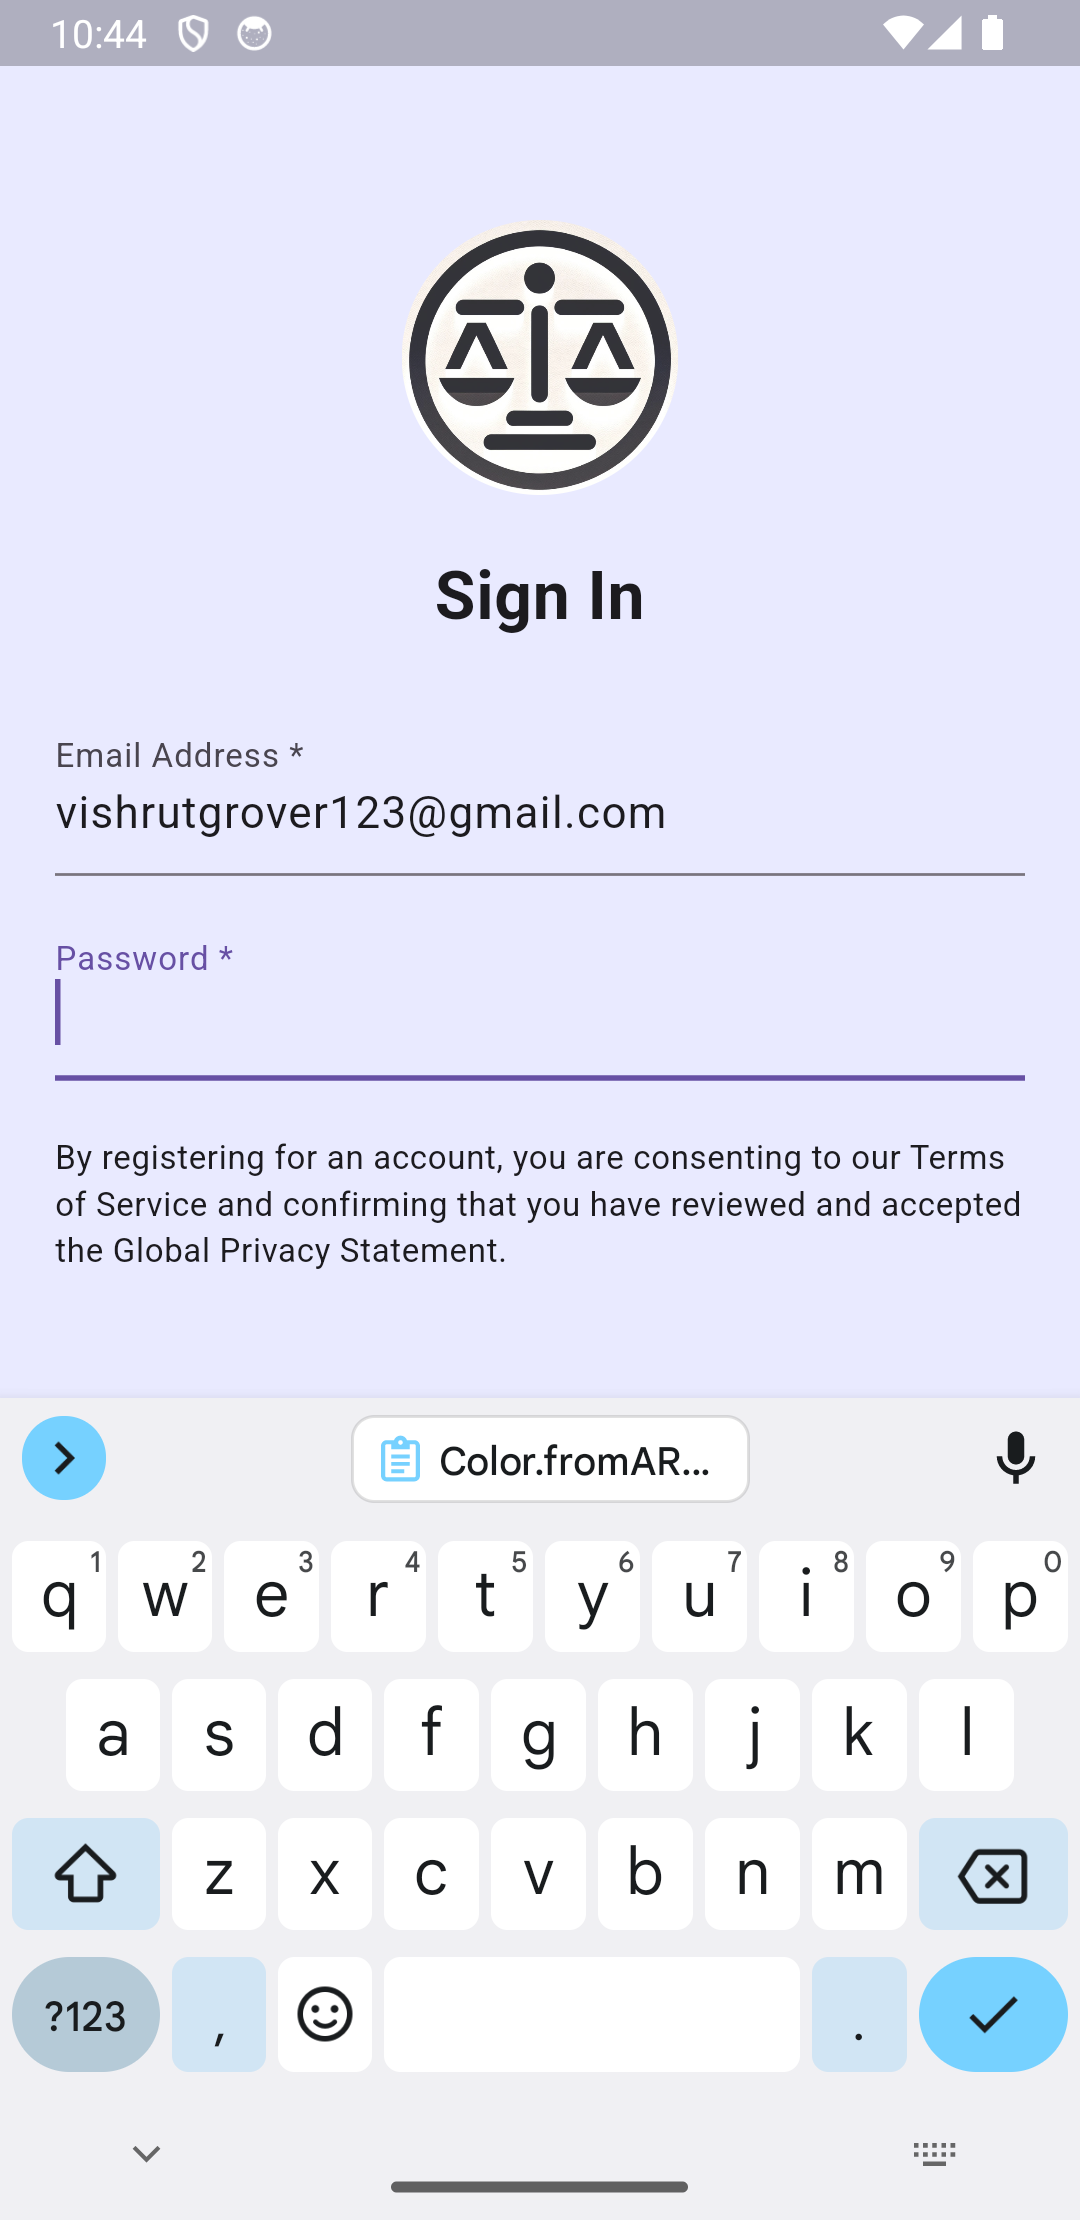 10:44
Sign In
Email Address *
vishrutgrover123@gmail.com
Password *
By registering for an account, you are consenting to our Terms
of Service and confirming that you have reviewed and accepted
the Global Privacy Statement.
Color.fromAR...
q 1 w 2 e 3 r 4 t 5 y 6 u 7 i 8 o 9 p 0
a s d f g h j k l
z x c v b n m
?123 , .